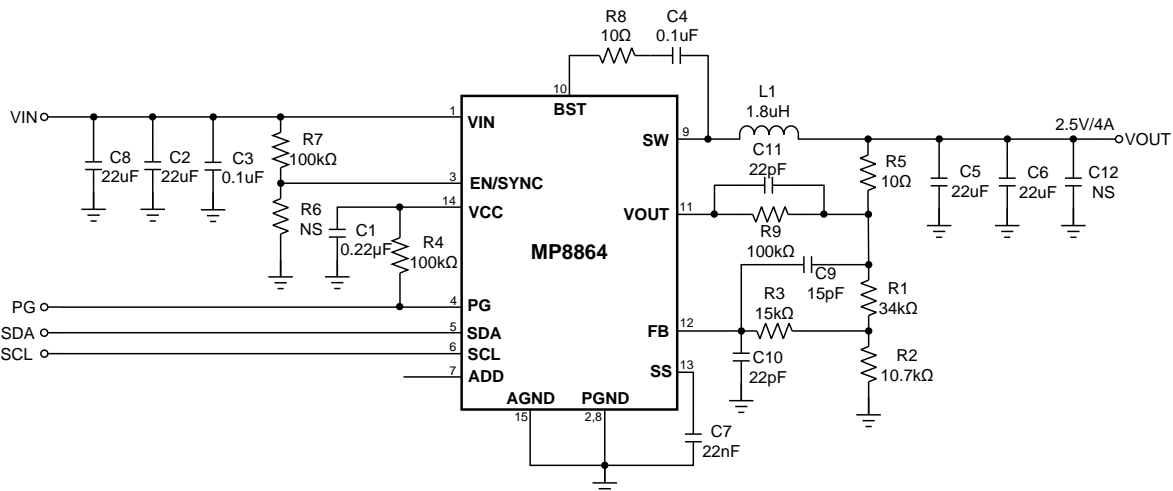 R8
10Ω
C4
0.1uF
10
BST
L1
1.8uH
VIN
1
VIN
SW
9
2.5V/4A
VOUT
C8
22uF
C2
22uF
C3
0.1uF
R7
100kΩ
C11
22pF
R5
10Ω
C5
22uF
C6
22uF
C12
NS
3
EN/SYNC
14
VCC
VOUT
11
R6
NS
C1
0.22µF
R4
100kΩ
R9
100kΩ
MP8864
C9
15pF
PG
4
PG
R3
15kΩ
R1
34kΩ
SDA
5
SDA
FB
12
SCL
6
SCL
7
ADD
SS
13
C10
22pF
R2
10.7kΩ
AGND
PGND
15
2,8
C7
22nF